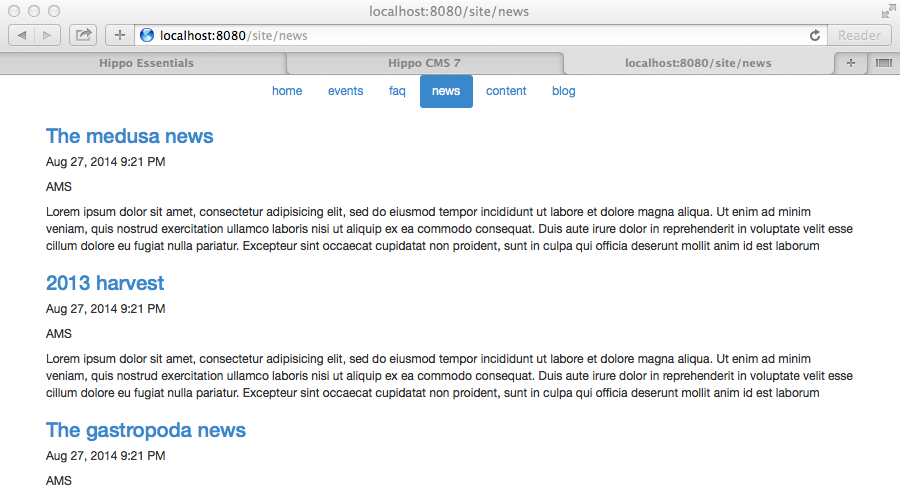 localhost:8080/site/news
localhost:8080/site/news
Reader
Hippo Essentials
Hippo CMS 7
localhost:8080/site/news
home
events
faq
news
content
blog
The medusa news
Aug 27, 2014 9:21 PM
AMS
Lorem ipsum dolor sit amet, consectetur adipisicing elit, sed do eiusmod tempor incididunt ut labore et dolore magna aliqua. Ut enim ad minim
veniam, quis nostrud exercitation ullamco laboris nisi ut aliquip ex ea commodo consequat. Duis aute irure dolor in reprehenderit in voluptate velit esse
cillum dolore eu fugiat nulla pariatur. Excepteur sint occaecat cupidatat non proident, sunt in culpa qui officia deserunt mollit anim id est laborum
2013 harvest
Aug 27, 2014 9:21 PM
AMS
Lorem ipsum dolor sit amet, consectetur adipisicing elit, sed do eiusmod tempor incididunt ut labore et dolore magna aliqua. Ut enim ad minim
veniam, quis nostrud exercitation ullamco laboris nisi ut aliquip ex ea commodo consequat. Duis aute irure dolor in reprehenderit in voluptate velit esse
cillum dolore eu fugiat nulla pariatur. Excepteur sint occaecat cupidatat non proident, sunt in culpa qui officia deserunt mollit anim id est laborum
The gastropoda news
Aug 27, 2014 9:21 PM
AMS